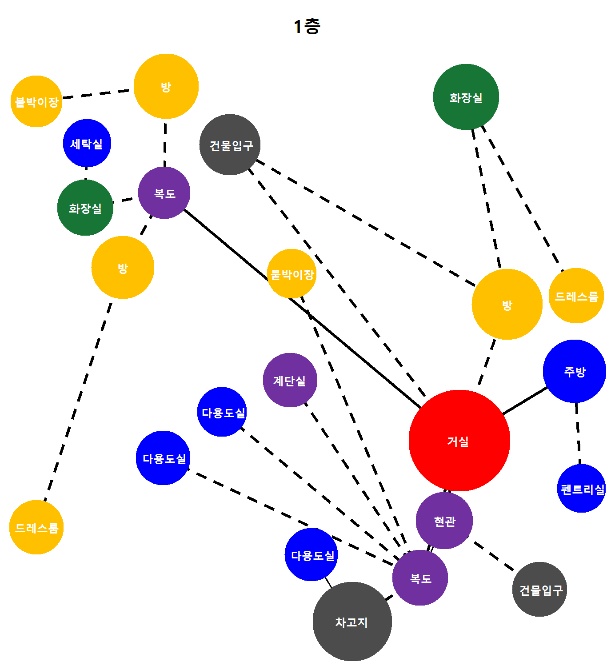 1층
방
붙박이장
화장실
세탁실
건물입구
복도
화장실
방
붙박이장
드레스룸
방
주방
계단실
다용도실
거실
다용도실
펜트리실
현관
드레스룸
다용도실
복도
건물입구
차고지